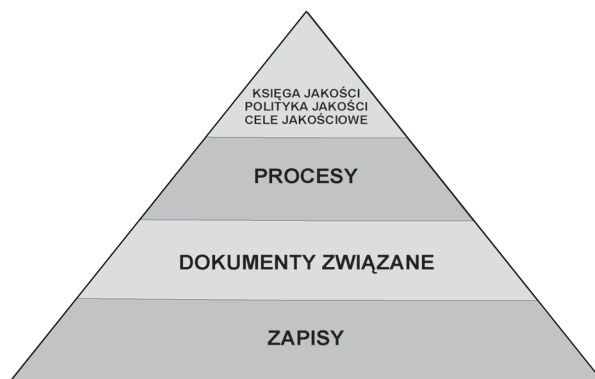 KSIĘGA JAKOŚCI
POLITYKA JAKOŚCI
CELE JAKOŚCIOWE
PROCESY
DOKUMENTY ZWIĄZANE
ZAPISY